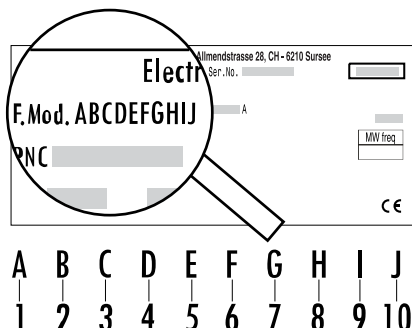 Allmendstrasse 28, CH - 6210 Sursee
Electr
Ser.No.
F.Mod. ABCDEFGHIJ
A
PNC
MW freq
CE
A B C D E F G H I J
1 2 3 4 5 6 7 8 9 10